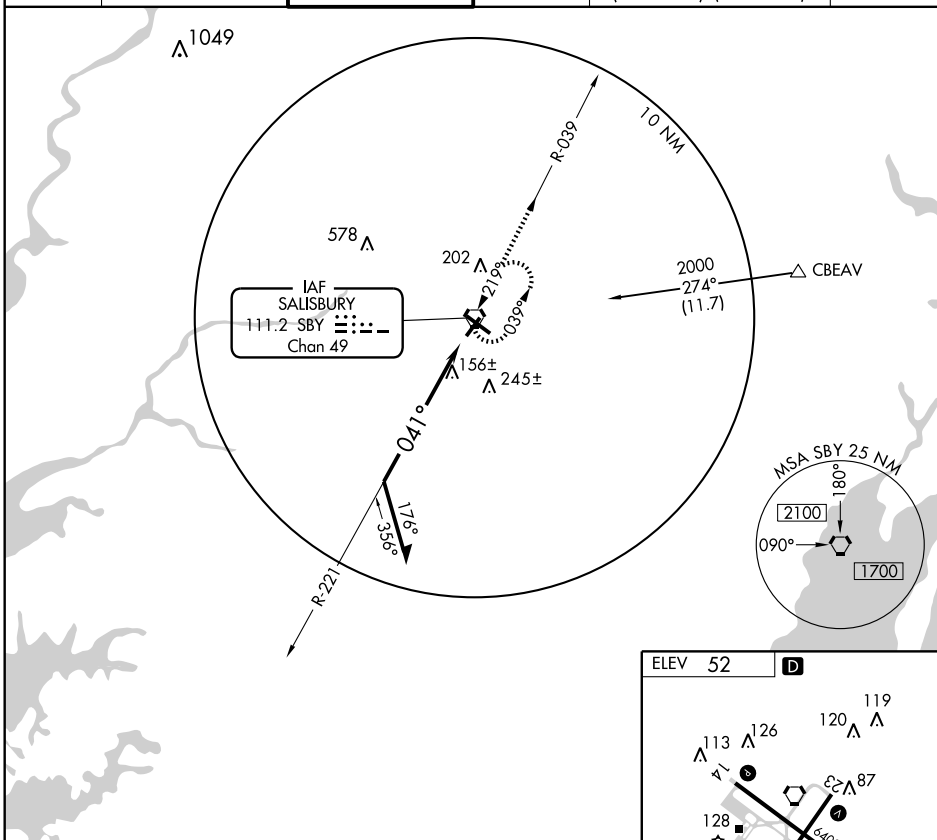 1049
10 NM
R-039
578
202
219°
039°
2000
274°
(11.7)
CBEAV
IAF
SALISBURY
111.2 SBY
Chan 49
156±
245±
041°
176°
356°
R-221
MSA SBY 25 NM
180°
2100
090°
1700
ELEV 52 D
119
120
126
113
14
P
87
23
V
128